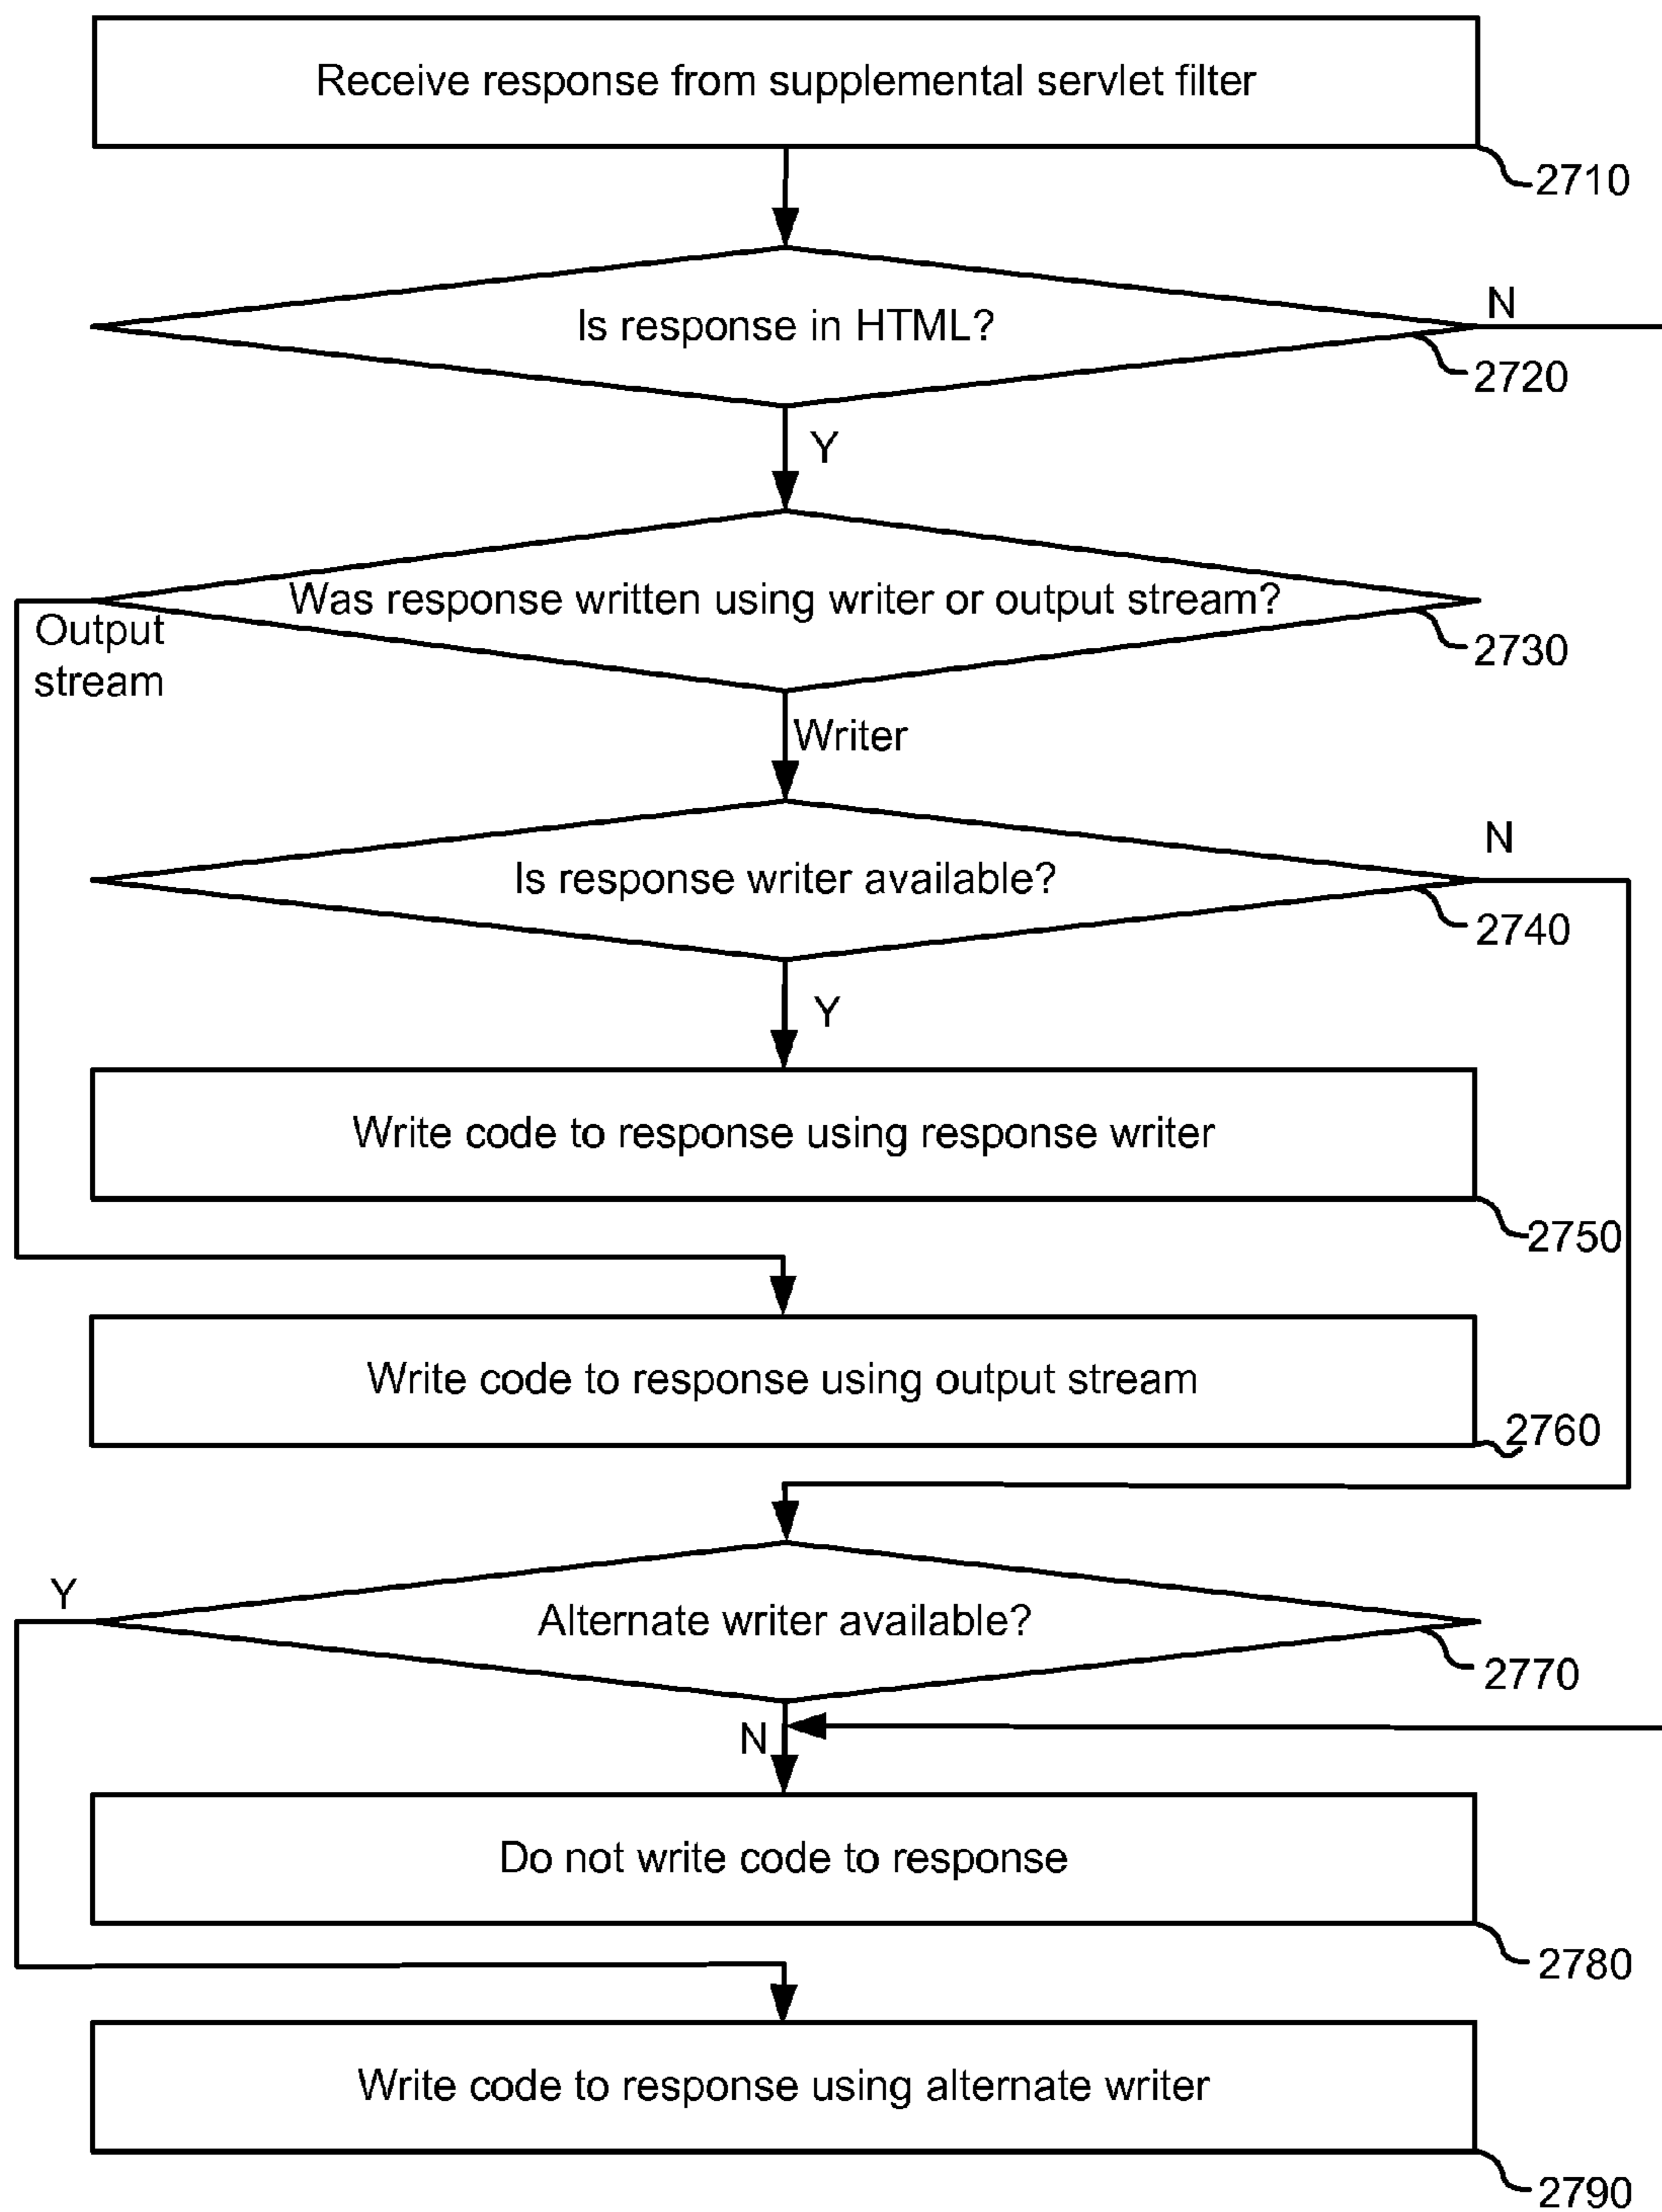 Receive response from supplemental servlet filter
2710
Is response in HTML?
N
2720
Y
Was response written using writer or output stream?
Output
stream
2730
Writer
N
Is response writer available?
2740
Y
Write code to response using response writer
2750
Write code to response using output stream
2760
Y
Alternate writer available?
2770
N
Do not write code to response
2780
Write code to response using alternate writer
2790